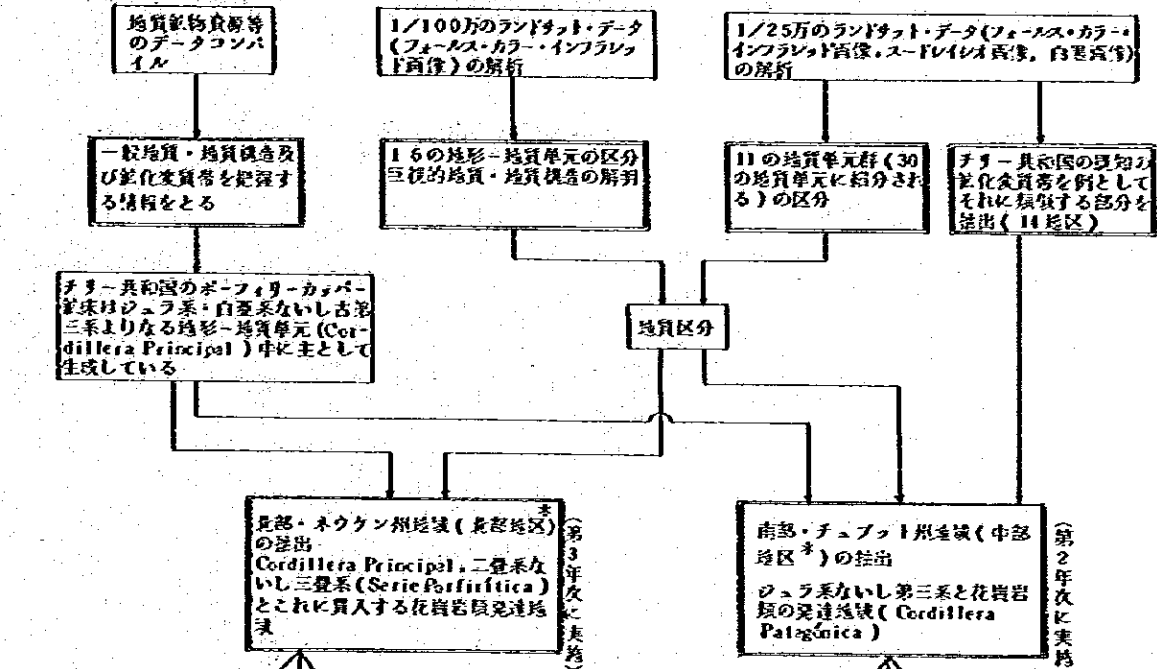 地質鉱物資源等
のデータコンパ
イル
1/100万のランドサット・データ
(フォールス・カラー・インフラレッ
ド画像)の解析
1/25万のランドサット・データ(フォールス・カラー・
インフラレッド画像,スードレイレオ画像,白黒画像)
の解析
一般地質・地質構造及
び鉱化変質帯を把握す
る情報をとる
16の地形-地質単元の区分
巨視的地質・地質構造の解明
11の地質単元群(30
の地質単元に細分され
る)の区分
チリー共和国の既知の
鉱化変質帯を例として
それに類似する部分を
抽出(14地区)
チリー共和国のポーフィリーカッパー
鉱床はジュラ系・白亜系ないし古第
三系よりなる地形-地質単元(Cor-
dillera Principal)中に主として
生成している
地質区分
北部・ネウケン州地域(北部地区)*
の抽出
Cordillera Principal,二畳系な
いし三畳系(Serie Porfirítica)
とこれに貫入する花崗岩類発達地
域
(第3年次に実施)
南部・チュブット州地域(中部
地区*)の抽出
ジュラ系ないし第三系と花崗岩
類の発達地域(Cordillera
Patagónica)
(第2年次に実施